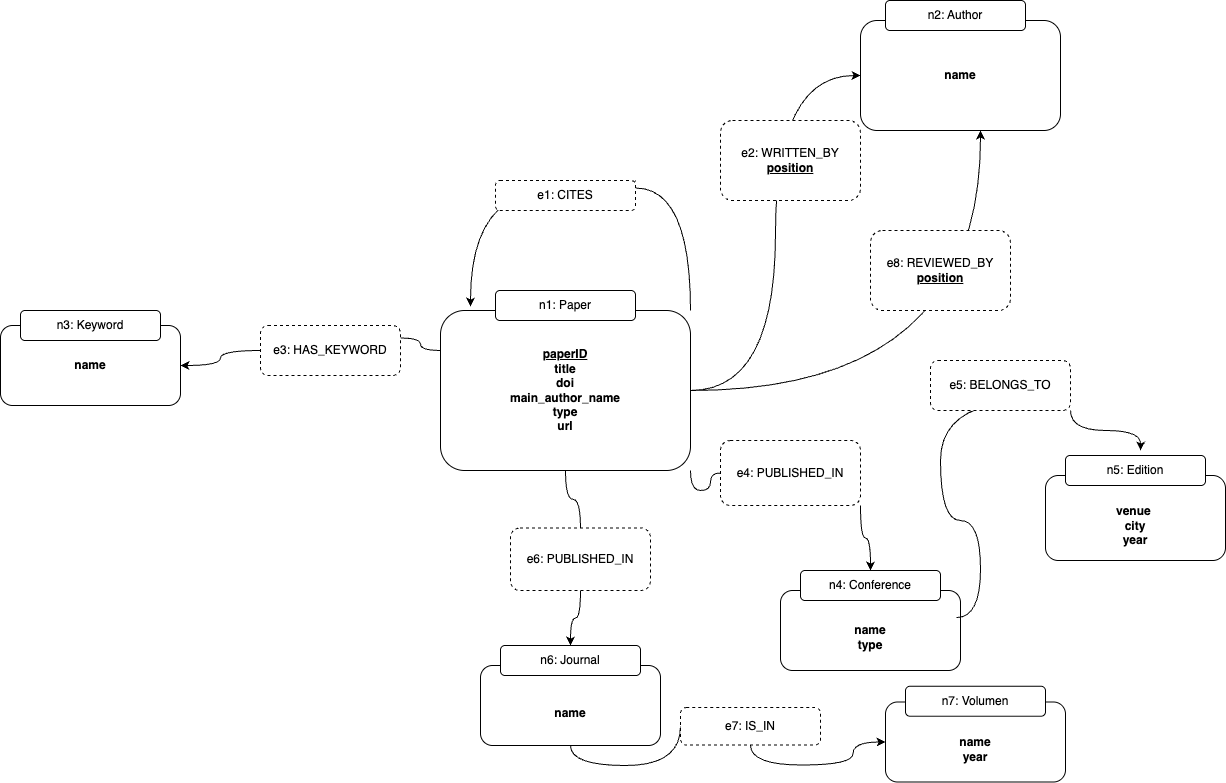 n2: Author
name
e2: WRITTEN_BY
position
e1: CITES
e8: REVIEWED_BY
position
n1: Paper
paperID
title
doi
main_author_name
type
url
n3: Keyword
name
e3: HAS_KEYWORD
e5: BELONGS_TO
e4: PUBLISHED_IN
n5: Edition
venue
city
year
e6: PUBLISHED_IN
n4: Conference
name
type
n6: Journal
name
e7: IS_IN
n7: Volumen
name
year